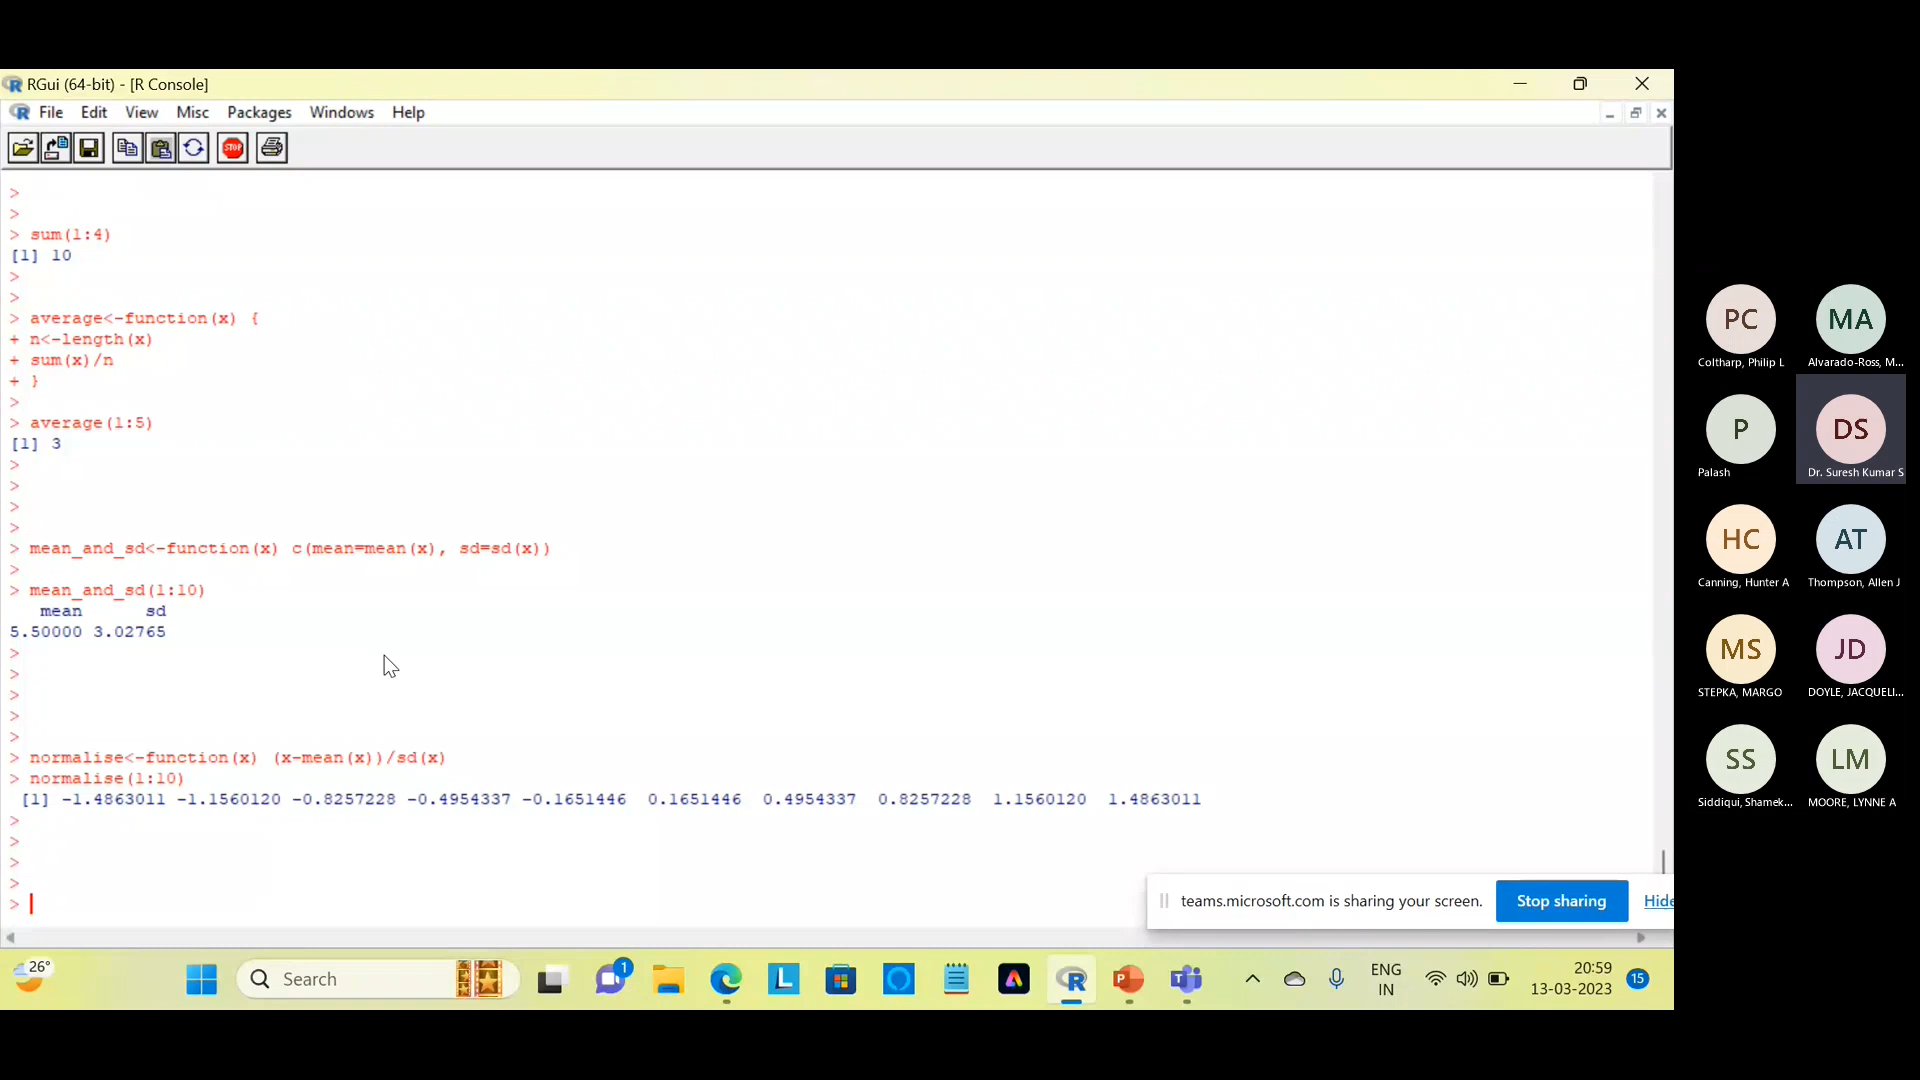 RGui (64-bit) - [R Console]
File Edit View Misc Packages Windows Help
STOP
>
>
> sum(1:4)
[1] 10
>
>
> average<-function(x) {
+ n<-length(x)
+ sum(x)/n
+ }
>
> average(1:5)
[1] 3
>
>
>
>
> mean_and_sd<-function(x) c(mean=mean(x), sd=sd(x))
>
> mean_and_sd(1:10)
mean sd
5.50000 3.02765
>
>
>
>
>
> normalise<-function(x) (x-mean(x))/sd(x)
> normalise(1:10)
[1] -1.4863011 -1.1560120 -0.8257228 -0.4954337 -0.1651446 0.1651446 0.4954337 0.8257228 1.1560120 1.4863011
>
>
>
>
>
teams.microsoft.com is sharing your screen. Stop sharing Hide
26°
Search
1
L
ENG
IN
20:59
13-03-2023
15
PC
Coltharp, Philip L
MA
Alvarado-Ross, M...
P
Palash
DS
Dr. Suresh Kumar S
HC
Canning, Hunter A
AT
Thompson, Allen J
MS
STEPKA, MARGO
JD
DOYLE, JACQUELI...
SS
Siddiqui, Shamek...
LM
MOORE, LYNNE A